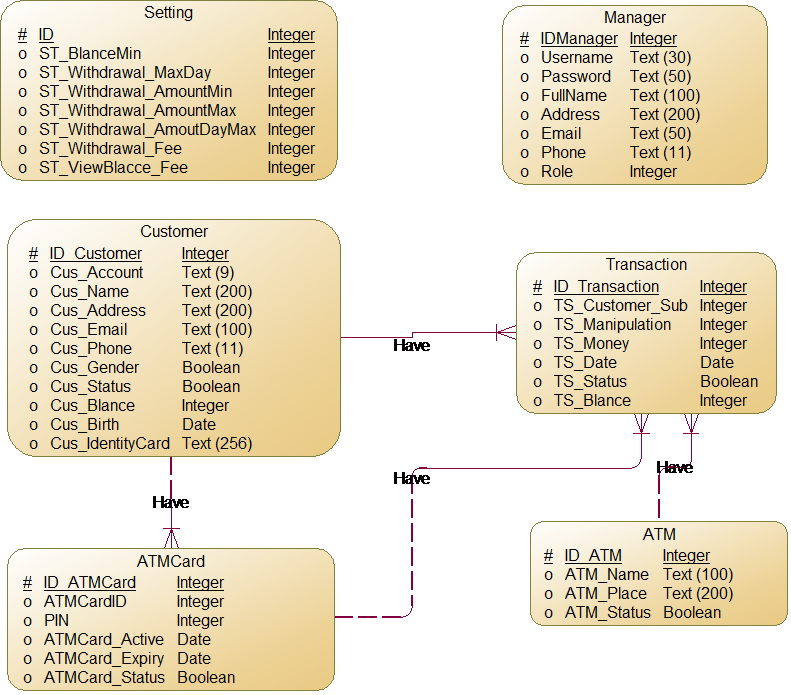 Setting
# ID Integer
o ST_BlanceMin Integer
o ST_Withdrawal_MaxDay Integer
o ST_Withdrawal_AmountMin Integer
o ST_Withdrawal_AmountMax Integer
o ST_Withdrawal_AmoutDayMax Integer
o ST_Withdrawal_Fee Integer
o ST_ViewBlacce_Fee Integer
Manager
# IDManager Integer
o Username Text (30)
o Password Text (50)
o FullName Text (100)
o Address Text (200)
o Email Text (50)
o Phone Text (11)
o Role Integer
Customer
# ID_Customer Integer
o Cus_Account Text (9)
o Cus_Name Text (200)
o Cus_Address Text (200)
o Cus_Email Text (100)
o Cus_Phone Text (11)
o Cus_Gender Boolean
o Cus_Status Boolean
o Cus_Blance Integer
o Cus_Birth Date
o Cus_IdentityCard Text (256)
Have
Transaction
# ID_Transaction Integer
o TS_Customer_Sub Integer
o TS_Manipulation Integer
o TS_Money Integer
o TS_Date Date
o TS_Status Boolean
o TS_Blance Integer
Have
Have
Have
ATMCard
# ID_ATMCard Integer
o ATMCardID Integer
o PIN Integer
o ATMCard_Active Date
o ATMCard_Expiry Date
o ATMCard_Status Boolean
ATM
# ID_ATM Integer
o ATM_Name Text (100)
o ATM_Place Text (200)
o ATM_Status Boolean